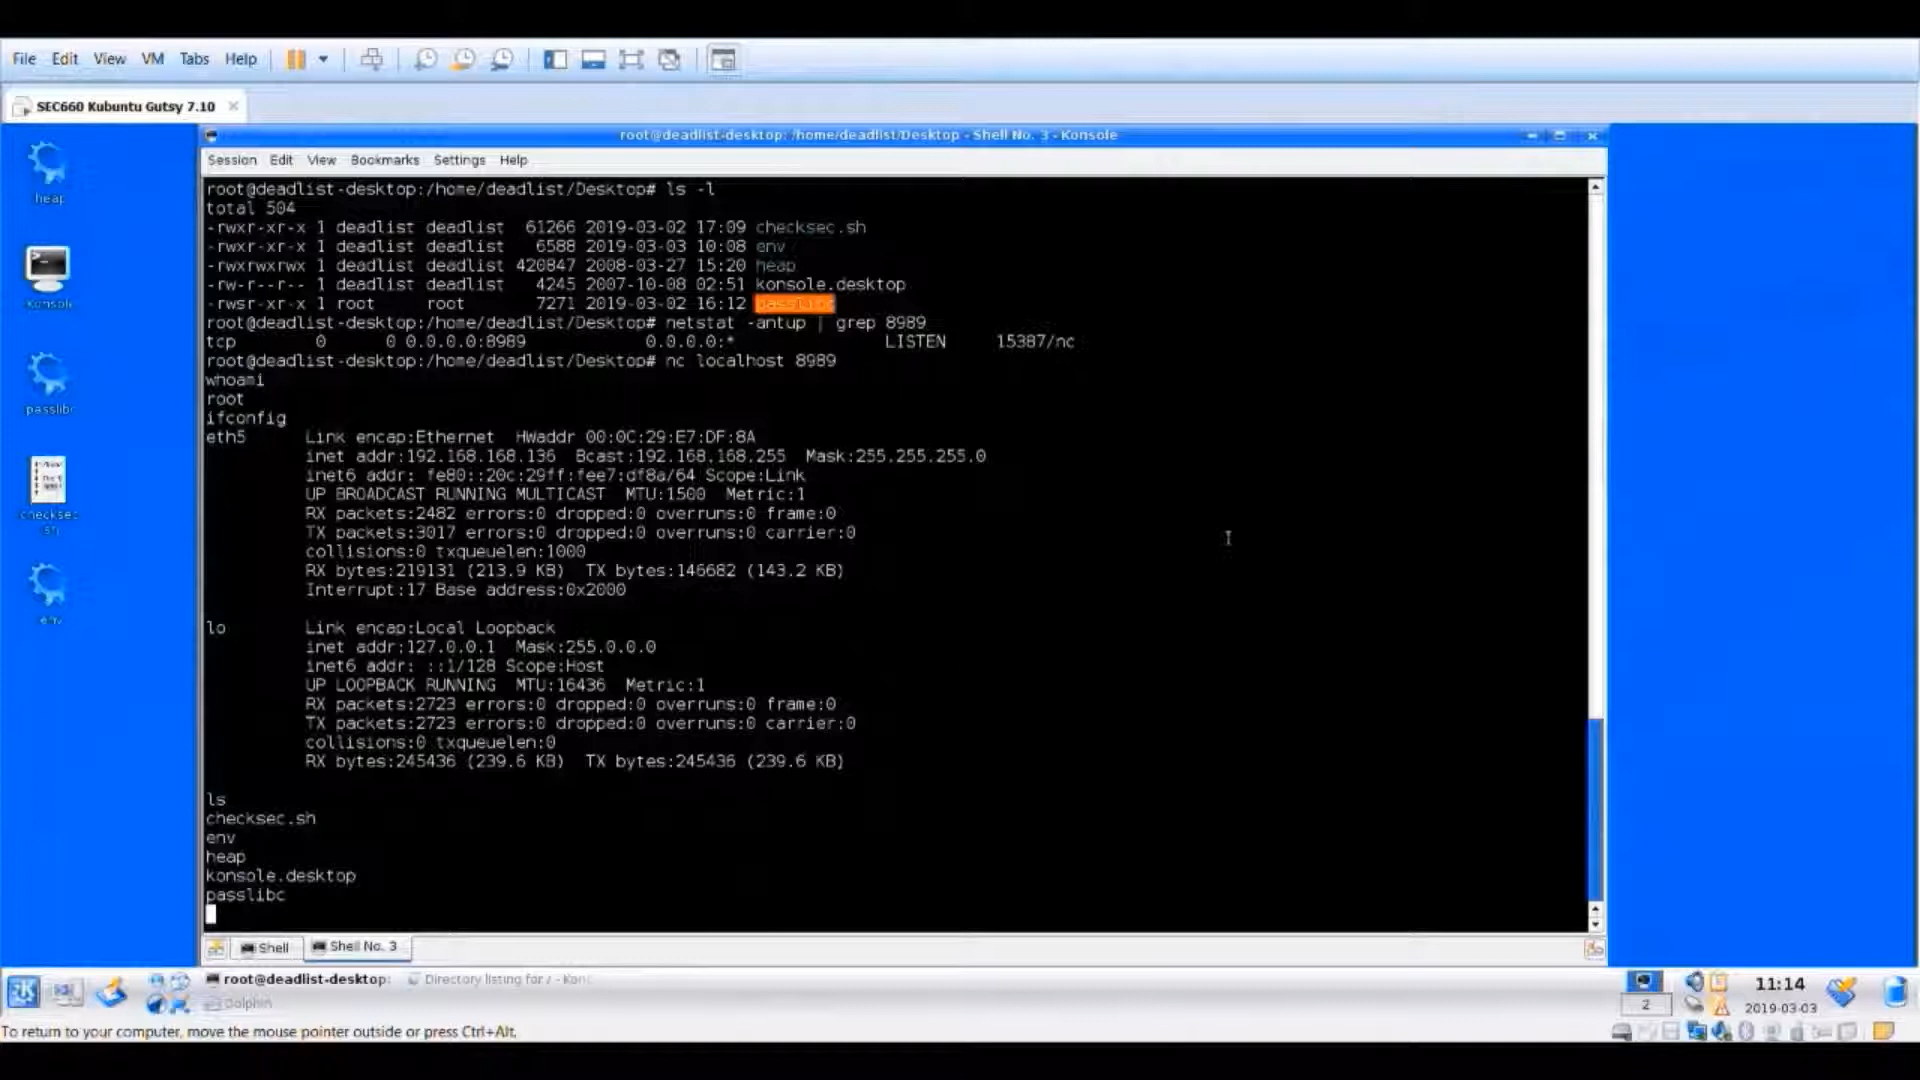 File Edit View VM Tabs Help
SEC660 Kubuntu Gutsy 7.10
root@deadlist-desktop: /home/deadlist/Desktop - Shell No. 3 - Konsole
Session Edit View Bookmarks Settings Help
root@deadlist-desktop:/home/deadlist/Desktop# ls -l
total 504
-rwxr-xr-x 1 deadlist deadlist 61266 2019-03-02 17:09 checksec.sh
-rwxr-xr-x 1 deadlist deadlist 6588 2019-03-03 10:08 env
-rwxrwxrwx 1 deadlist deadlist 420847 2008-03-27 15:20 heap
-rw-r--r-- 1 deadlist deadlist 4245 2007-10-08 02:51 konsole.desktop
-rwsr-xr-x 1 root root 7271 2019-03-02 16:12 passlibc
root@deadlist-desktop:/home/deadlist/Desktop# netstat -antup | grep 8989
tcp 0 0 0.0.0.0:8989 0.0.0.0:* LISTEN 15387/nc
root@deadlist-desktop:/home/deadlist/Desktop# nc localhost 8989
whoami
root
ifconfig
eth5 Link encap:Ethernet HWaddr 00:0C:29:E7:DF:8A
inet addr:192.168.168.136 Bcast:192.168.168.255 Mask:255.255.255.0
inet6 addr: fe80::20c:29ff:fee7:df8a/64 Scope:Link
UP BROADCAST RUNNING MULTICAST MTU:1500 Metric:1
RX packets:2482 errors:0 dropped:0 overruns:0 frame:0
TX packets:3017 errors:0 dropped:0 overruns:0 carrier:0
collisions:0 txqueuelen:1000
RX bytes:219131 (213.9 KB) TX bytes:146682 (143.2 KB)
Interrupt:17 Base address:0x2000
lo Link encap:Local Loopback
inet addr:127.0.0.1 Mask:255.0.0.0
inet6 addr: ::1/128 Scope:Host
UP LOOPBACK RUNNING MTU:16436 Metric:1
RX packets:2723 errors:0 dropped:0 overruns:0 frame:0
TX packets:2723 errors:0 dropped:0 overruns:0 carrier:0
collisions:0 txqueuelen:0
RX bytes:245436 (239.6 KB) TX bytes:245436 (239.6 KB)
ls
checksec.sh
env
heap
konsole.desktop
passlibc
heap
Konsole
passlibc
checksec.sh
env
Shell Shell No. 3
root@deadlist-desktop: Directory listing for / - Kon
Dolphin
2
11:14
2019-03-03
To return to your computer, move the mouse pointer outside or press Ctrl+Alt.